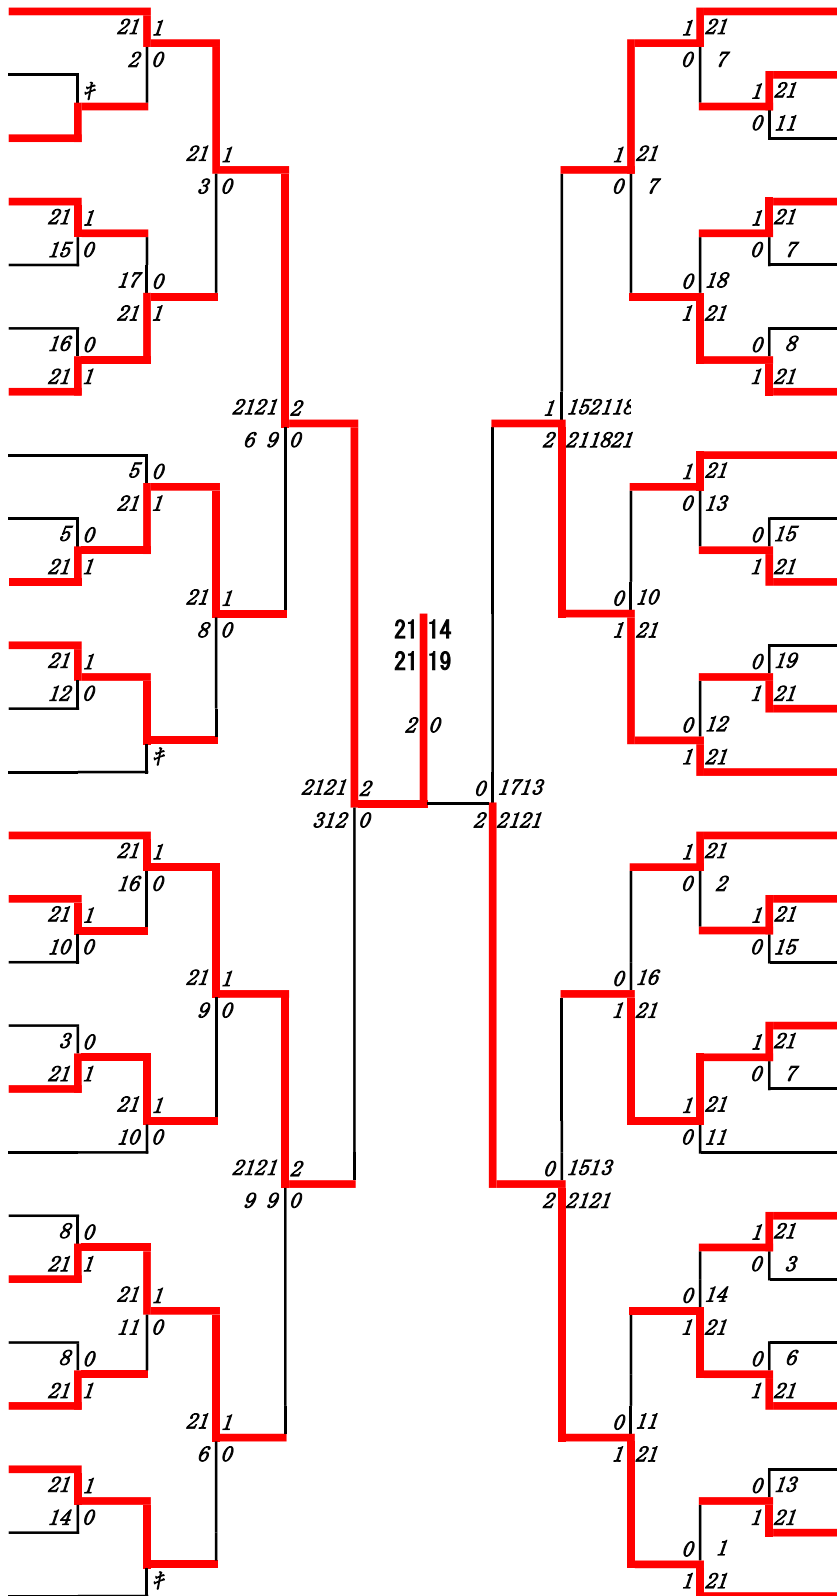 21 1 1 21
2 0 0 7
ｷ 1 21
0 11
21 1 1 21
3 0 0 7
21 1 1 21
15 0 0 7
17 0 0 18
21 1 1 21
16 0 0 8
21 1 1 21
2121 2 1 152118
6 9 0 2 211821
5 0 1 21
21 1 0 13
5 0 0 15
21 1 1 21
21 1 0 10
8 0 1 21
21 14
21 19
21 1 0 19
12 0 1 21
2 0
0 12
ｷ 1 21
2121 2 0 1713
312 0 2 2121
21 1 1 21
16 0 0 2
21 1 1 21
10 0 0 15
21 1 0 16
9 0 1 21
3 0 1 21
21 1 0 7
21 1 1 21
10 0 0 11
2121 2 0 1513
9 9 0 2 2121
8 0 1 21
21 1 0 3
21 1 0 14
11 0 1 21
8 0 0 6
21 1 1 21
21 1 0 11
6 0 1 21
21 1 0 13
14 0 1 21
0 1
ｷ 1 21